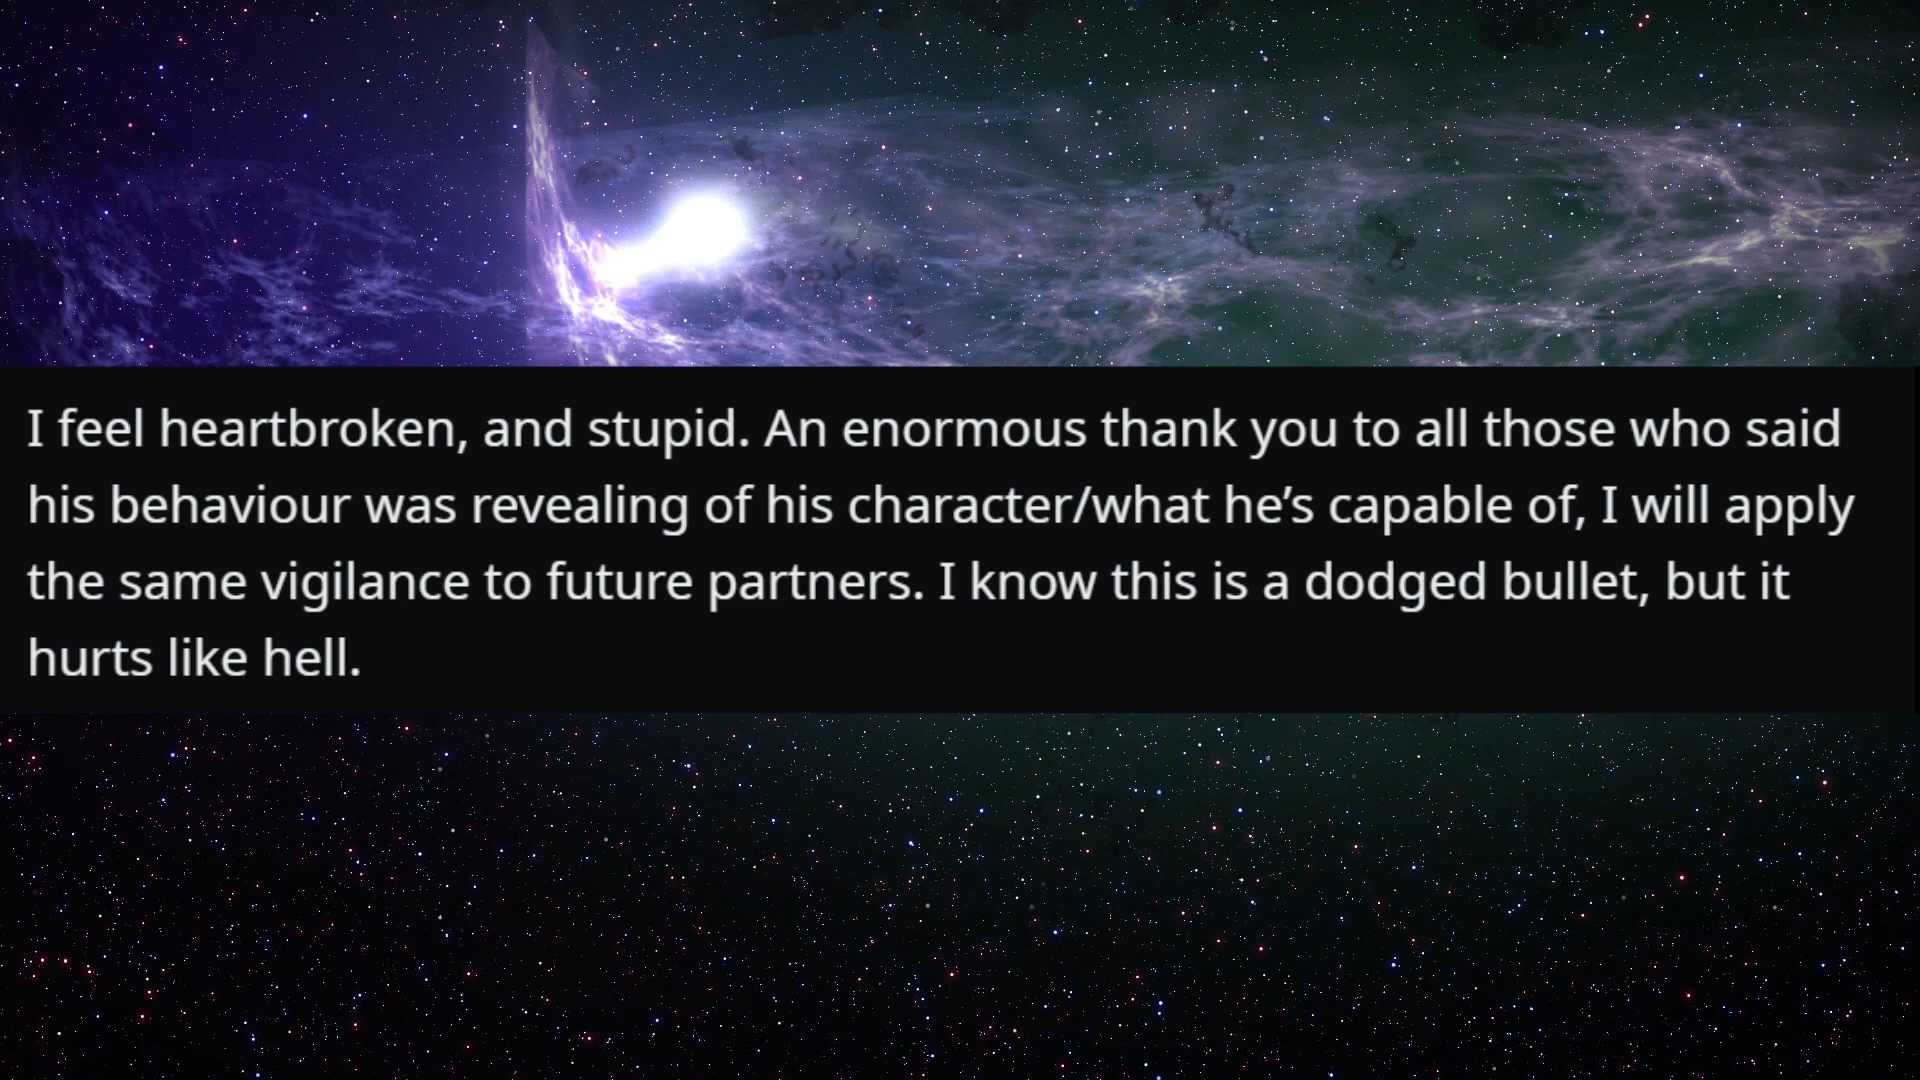 I feel heartbroken, and stupid. An enormous thank you to all those who said
his behaviour was revealing of his character/what he’s capable of, I will apply
the same vigilance to future partners. I know this is a dodged bullet, but it
hurts like hell.